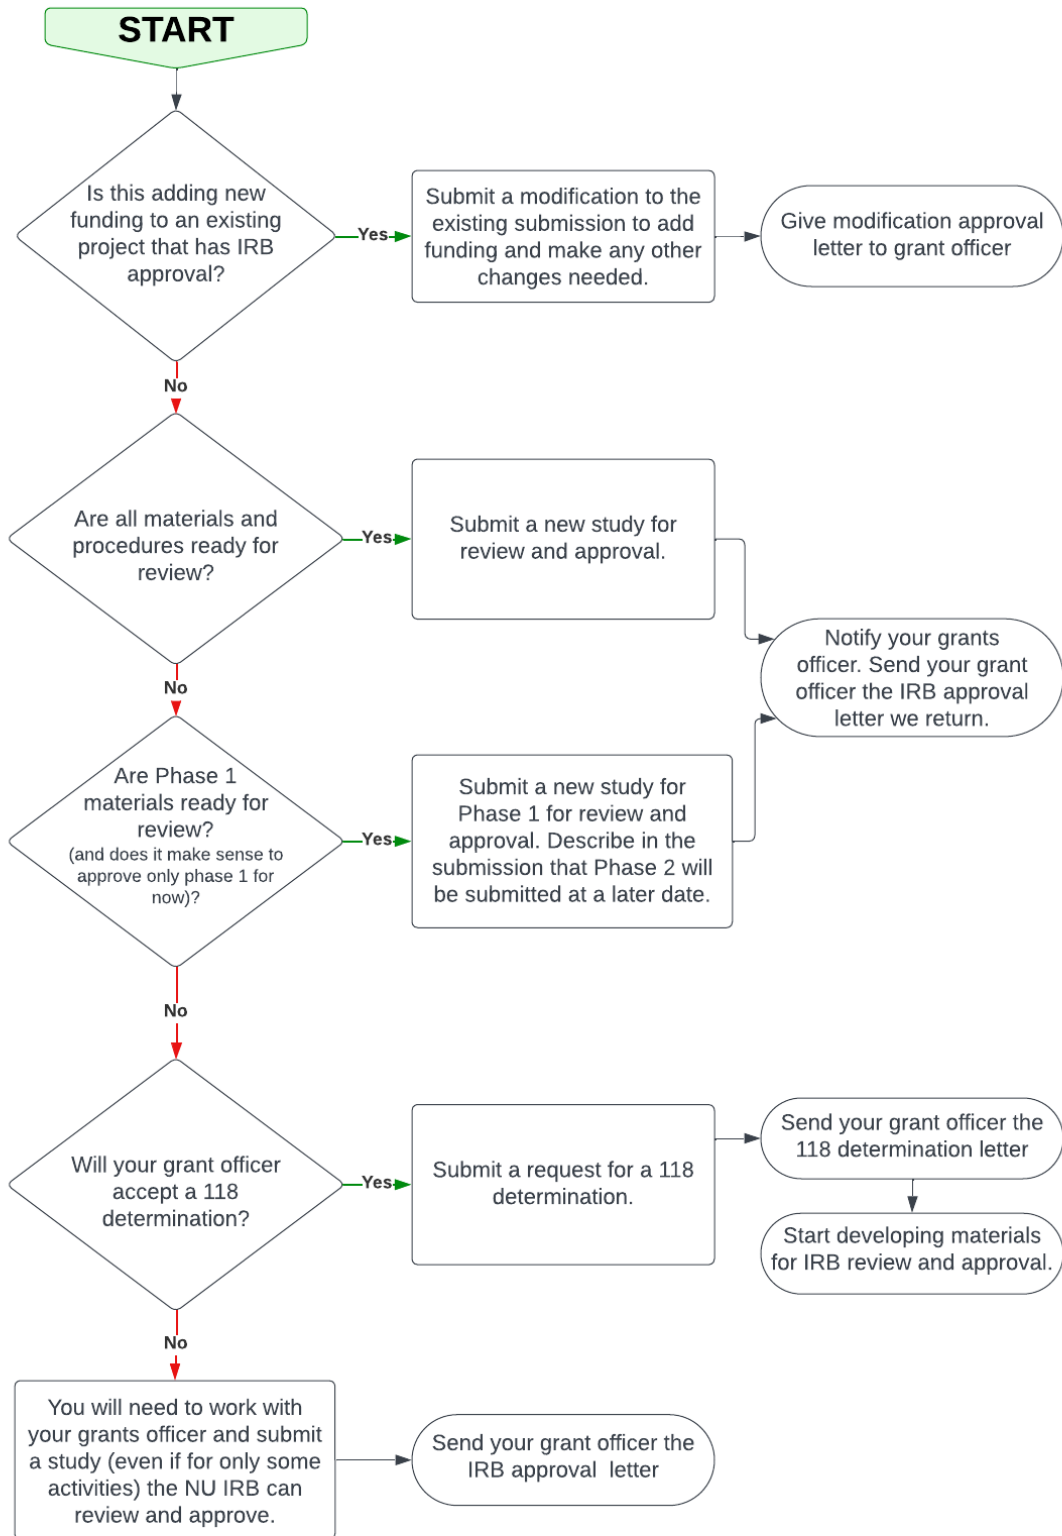 START
Is this adding new
funding to an existing
project that has IRB
approval?
Yes
Submit a modification to the
existing submission to add
funding and make any other
changes needed.
Give modification approval
letter to grant officer
No
Are all materials and
procedures ready for
review?
Yes
Submit a new study for
review and approval.
Notify your grants
officer. Send your grant
officer the IRB approval
letter we return.
No
Are Phase 1
materials ready for
review?
(and does it make sense to
approve only phase 1 for
now)?
Yes
Submit a new study for
Phase 1 for review and
approval. Describe in the
submission that Phase 2 will
be submitted at a later date.
No
Will your grant officer
accept a 118
determination?
Yes
Submit a request for a 118
determination.
Send your grant officer the
118 determination letter
Start developing materials
for IRB review and approval.
No
You will need to work with
your grants officer and submit
a study (even if for only some
activities) the NU IRB can
review and approve.
Send your grant officer the
IRB approval  letter